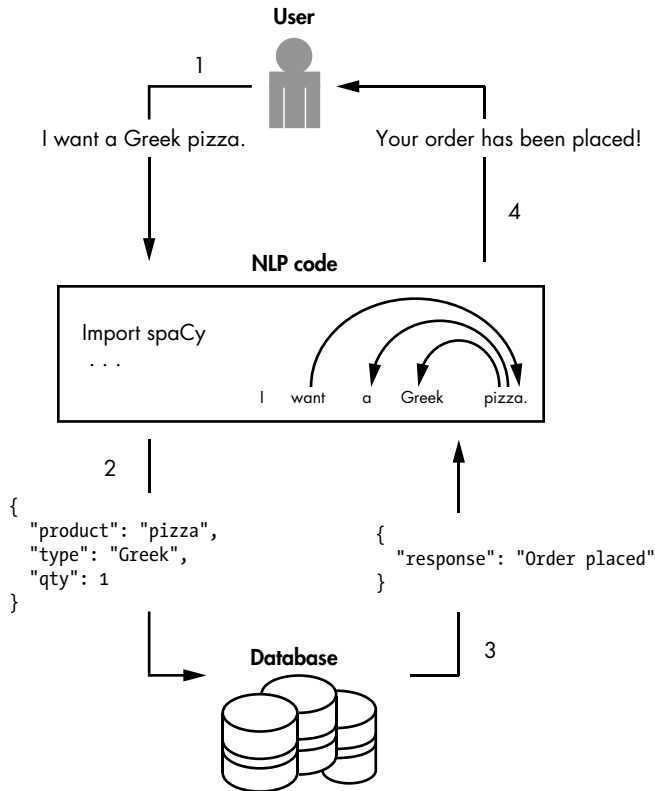 User
1
I want a Greek pizza.
Your order has been placed!
4
NLP code
Import spaCy
. . .
I want a Greek pizza.
2
{
"product": "pizza",
"type": "Greek",
"qty": 1
}
{
"response": "Order placed"
}
3
Database